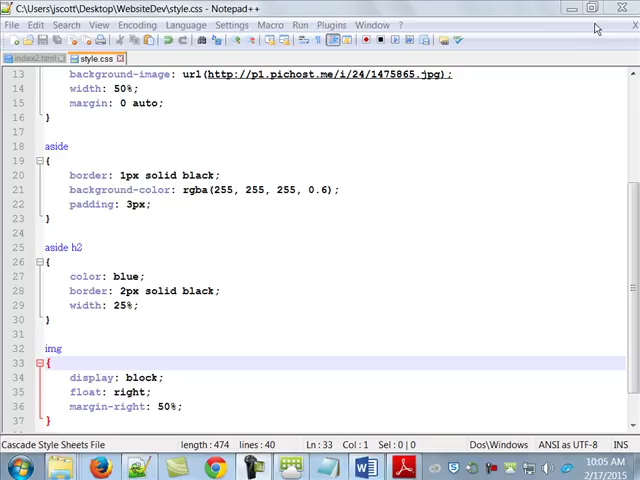 C:\Users\jscott\Desktop\WebsiteDev\style.css - Notepad++
File Edit Search View Encoding Language Settings Macro Run Plugins Window ? X
index2.html style.css
13 background-image: url(http://p1.pichost.me/i/24/1475865.jpg);
14 width: 50%;
15 margin: 0 auto;
16 }
17
18 aside
19 {
20 border: 1px solid black;
21 background-color: rgba(255, 255, 255, 0.6);
22 padding: 3px;
23 }
24
25 aside h2
26 {
27 color: blue;
28 border: 2px solid black;
29 width: 25%;
30 }
31
32 img
33 {
34 display: block;
35 float: right;
36 margin-right: 50%;
37 }
Cascade Style Sheets File length : 474 lines : 40 Ln : 33 Col : 1 Sel : 0 | 0 Dos\Windows ANSI as UTF-8 INS
10:05 AM
2/17/2015